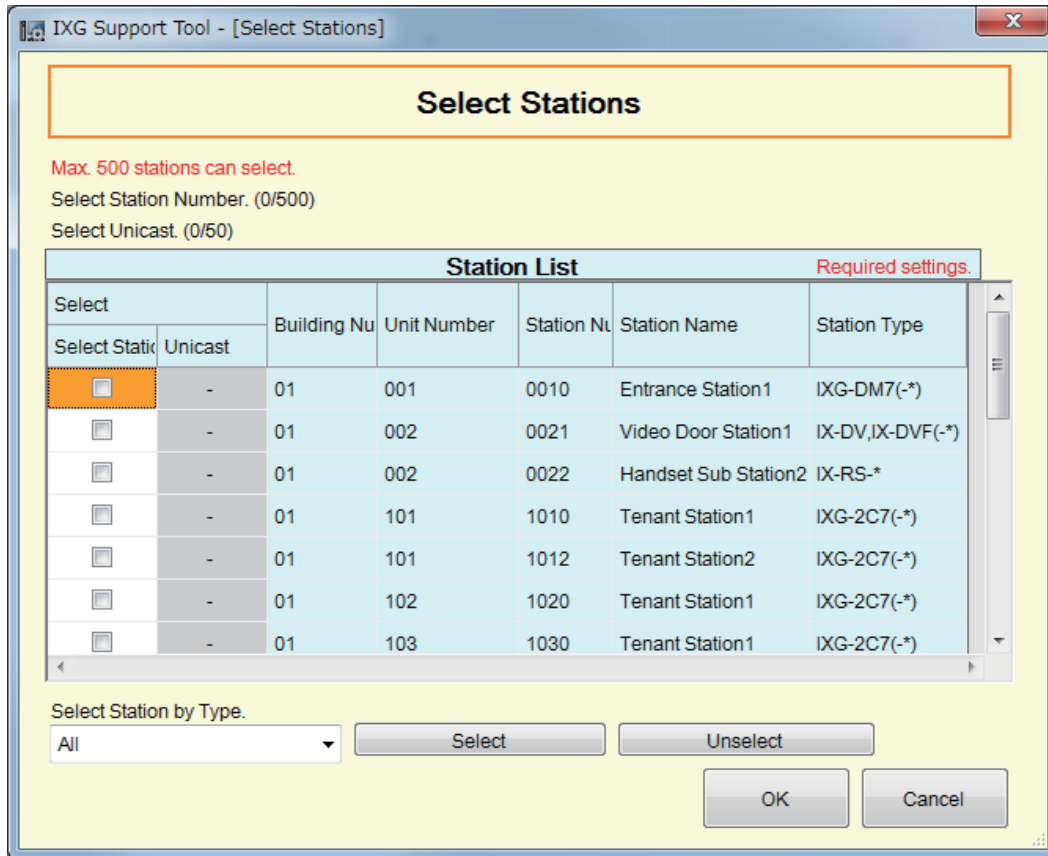 IXG Support Tool - [Select Stations]
Select Stations
Max. 500 stations can select.
Select Station Number. (0/500)
Select Unicast. (0/50)
Station List Required settings.
Select
Building Nu Unit Number Station Nu Station Name Station Type
Select Static Unicast
- 01 001 0010 Entrance Station1 IXG-DM7(-*)
- 01 002 0021 Video Door Station1 IX-DV,IX-DVF(-*)
- 01 002 0022 Handset Sub Station2 IX-RS-*
- 01 101 1010 Tenant Station1 IXG-2C7(-*)
- 01 101 1012 Tenant Station2 IXG-2C7(-*)
- 01 102 1020 Tenant Station1 IXG-2C7(-*)
- 01 103 1030 Tenant Station1 IXG-2C7(-*)
Select Station by Type.
All Select Unselect
OK Cancel